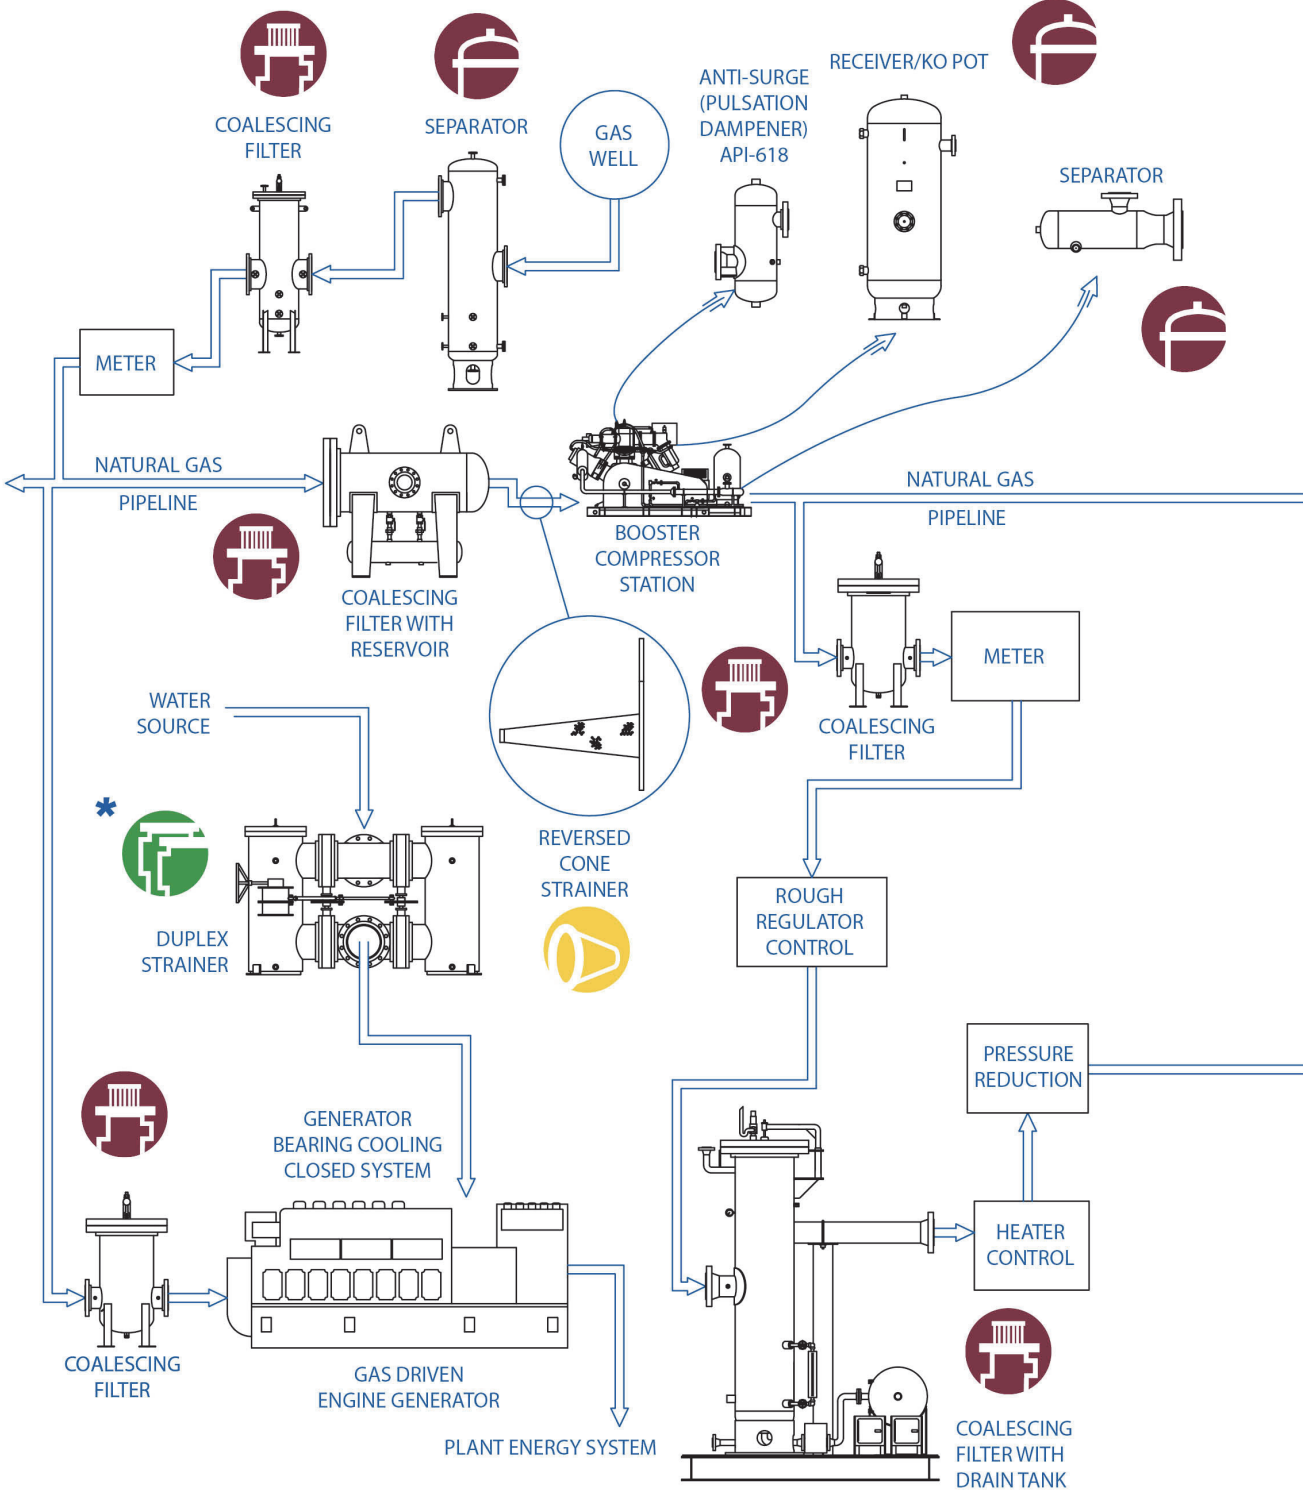 COALESCING
FILTER
SEPARATOR
GAS
WELL
ANTI-SURGE
(PULSATION
DAMPENER)
API-618
RECEIVER/KO POT
SEPARATOR
METER
NATURAL GAS
PIPELINE
COALESCING
FILTER WITH
RESERVOIR
BOOSTER
COMPRESSOR
STATION
NATURAL GAS
PIPELINE
COALESCING
FILTER
METER
WATER
SOURCE
*
DUPLEX
STRAINER
REVERSED
CONE
STRAINER
ROUGH
REGULATOR
CONTROL
PRESSURE
REDUCTION
GENERATOR
BEARING COOLING
CLOSED SYSTEM
HEATER
CONTROL
COALESCING
FILTER
GAS DRIVEN
ENGINE GENERATOR
PLANT ENERGY SYSTEM
COALESCING
FILTER WITH
DRAIN TANK